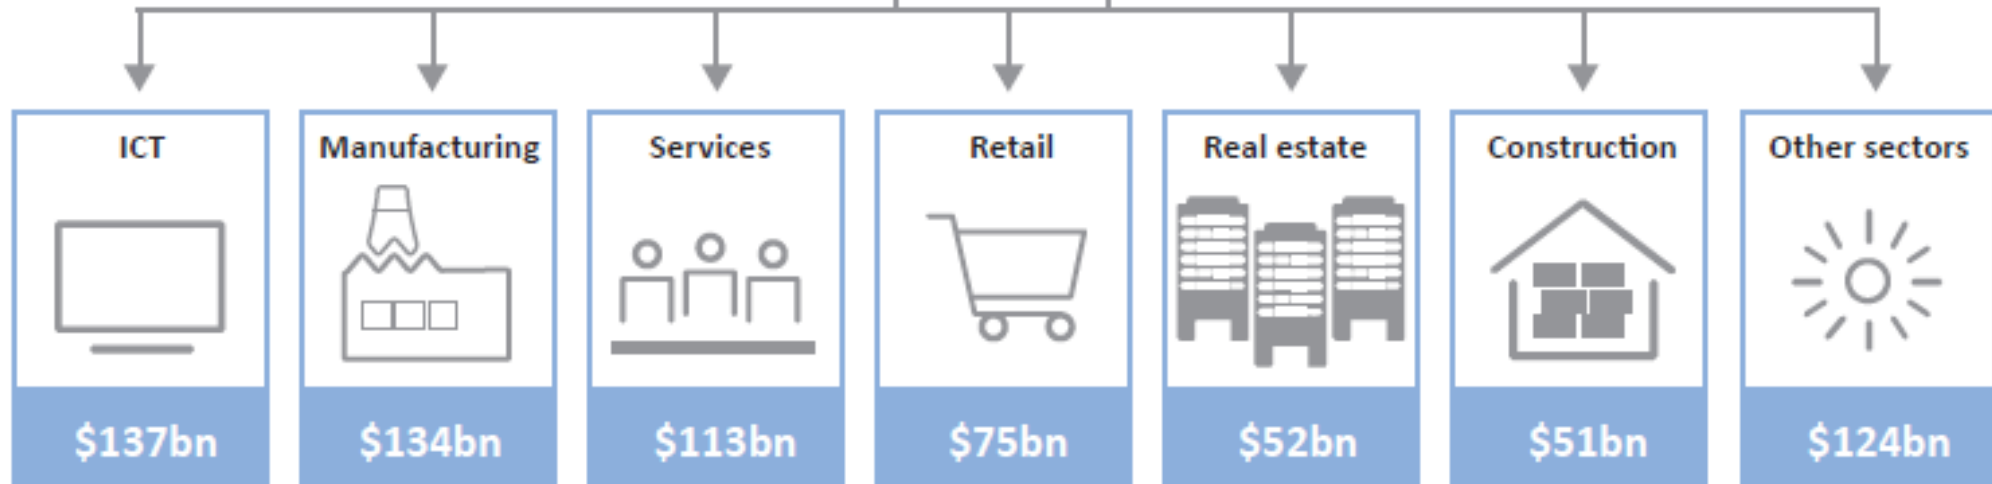 ICT
Manufacturing
Services
Retail
Real estate
Construction
Other sectors
$137bn
$134bn
$113bn
$75bn
$52bn
$51bn
$124bn